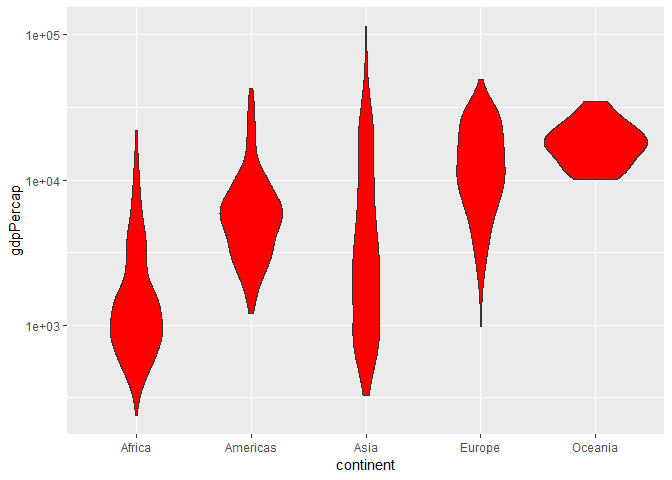 1e+05
1e+04
1e+03
gdpPercap
Africa Americas Asia Europe Oceania
continent